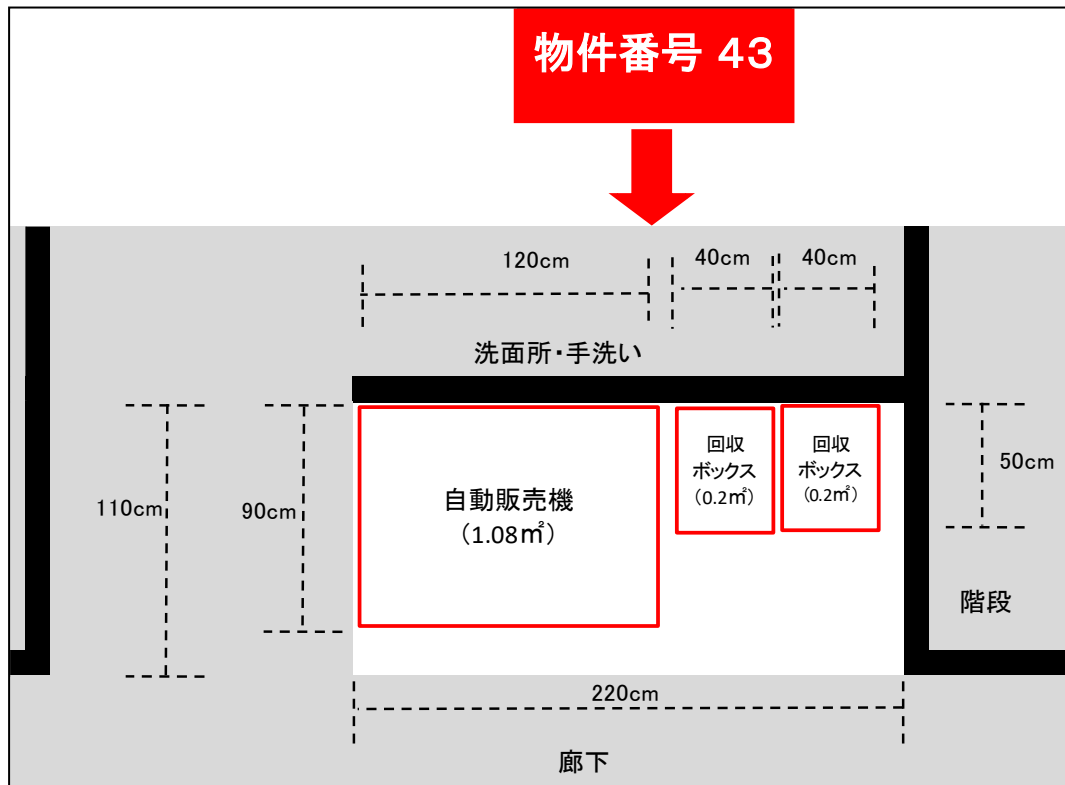 物件番号 43
120cm
40cm
40cm
洗面所・手洗い
110cm
90cm
自動販売機
（1.08㎡）
回収
ボックス
（0.2㎡）
回収
ボックス
（0.2㎡）
50cm
階段
220cm
廊下